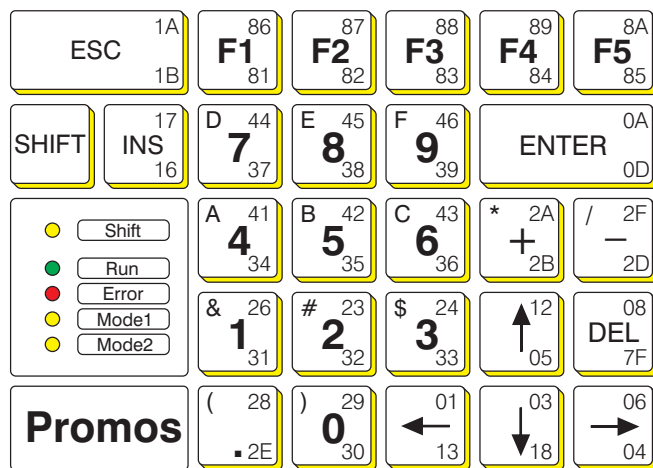 1A 86 87 88 89 8A
ESC F1 F2 F3 F4 F5
1B 81 82 83 84 85
17 D 44 E 45 F 46 0A
SHIFT INS 7 8 9 ENTER
16 37 38 39 0D
A 41 B 42 C 43 * 2A / 2F
Shift 4 5 6 + −
34 35 36 2B 2D
Run
Error & 26 # 23 $ 24 12 08
Mode1 1 2 3 ↑ DEL
Mode2 31 32 33 05 7F
( 28 ) 29 01 03 06
Promos . 0 ← ↓ →
2E 30 13 18 04